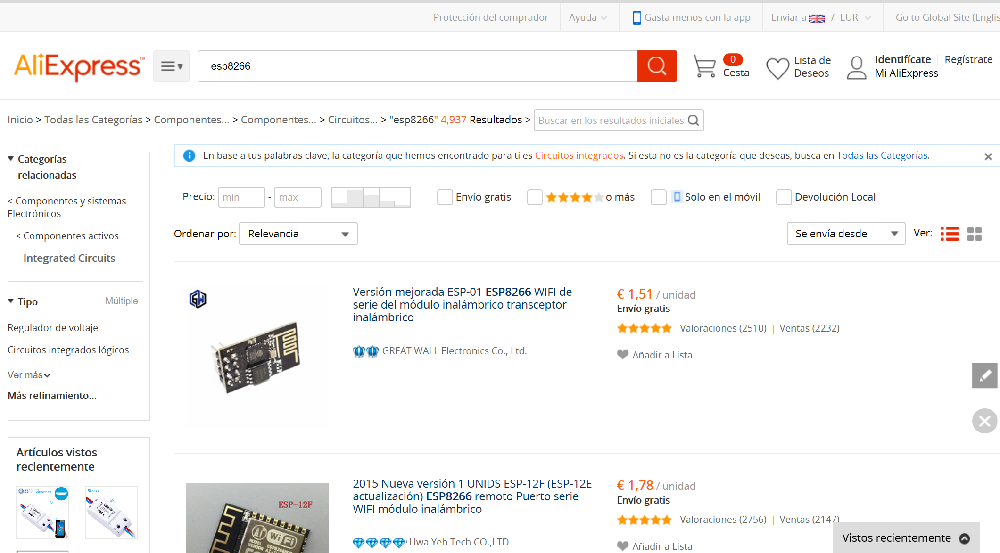 Protección del comprador
Ayuda
Gasta menos con la app
Enviar a / EUR
Go to Global Site (Englis
AliExpress™
esp8266
0
Cesta
Lista de
Deseos
Identifícate
Regístrate
Mi AliExpress
Inicio > Todas las Categorías > Componentes... > Componentes... > Circuitos... > "esp8266" 4,937 Resultados >
Buscar en los resultados iniciales
Categorías
relacionadas
< Componentes y sistemas
Electrónicos
< Componentes activos
Integrated Circuits
Tipo
Múltiple
Regulador de voltaje
Circuitos integrados lógicos
Ver más
Más refinamiento...
Artículos vistos
recientemente
En base a tus palabras clave, la categoría que hemos encontrado para ti es Circuitos integrados. Si esta no es la categoría que deseas, busca en Todas las Categorías.
Precio: min - max
Envío gratis
o más
Solo en el móvil
Devolución Local
Ordenar por: Relevancia
Se envía desde
Ver:
GW
Versión mejorada ESP-01 ESP8266 WIFI de
serie del módulo inalámbrico transceptor
inalámbrico
GREAT WALL Electronics Co., Ltd.
€ 1,51 / unidad
Envío gratis
Valoraciones (2510) | Ventas (2232)
Añadir a Lista
ESP-12F
Ai WiFi
MODEL
VENDOR
2015 Nueva versión 1 UNIDS ESP-12F (ESP-12E
actualización) ESP8266 remoto Puerto serie
WIFI módulo inalámbrico
Hwa Yeh Tech CO.,LTD
€ 1,78 / unidad
Envío gratis
Valoraciones (2756) | Ventas (2147)
Añadir a Lista
Vistos recientemente